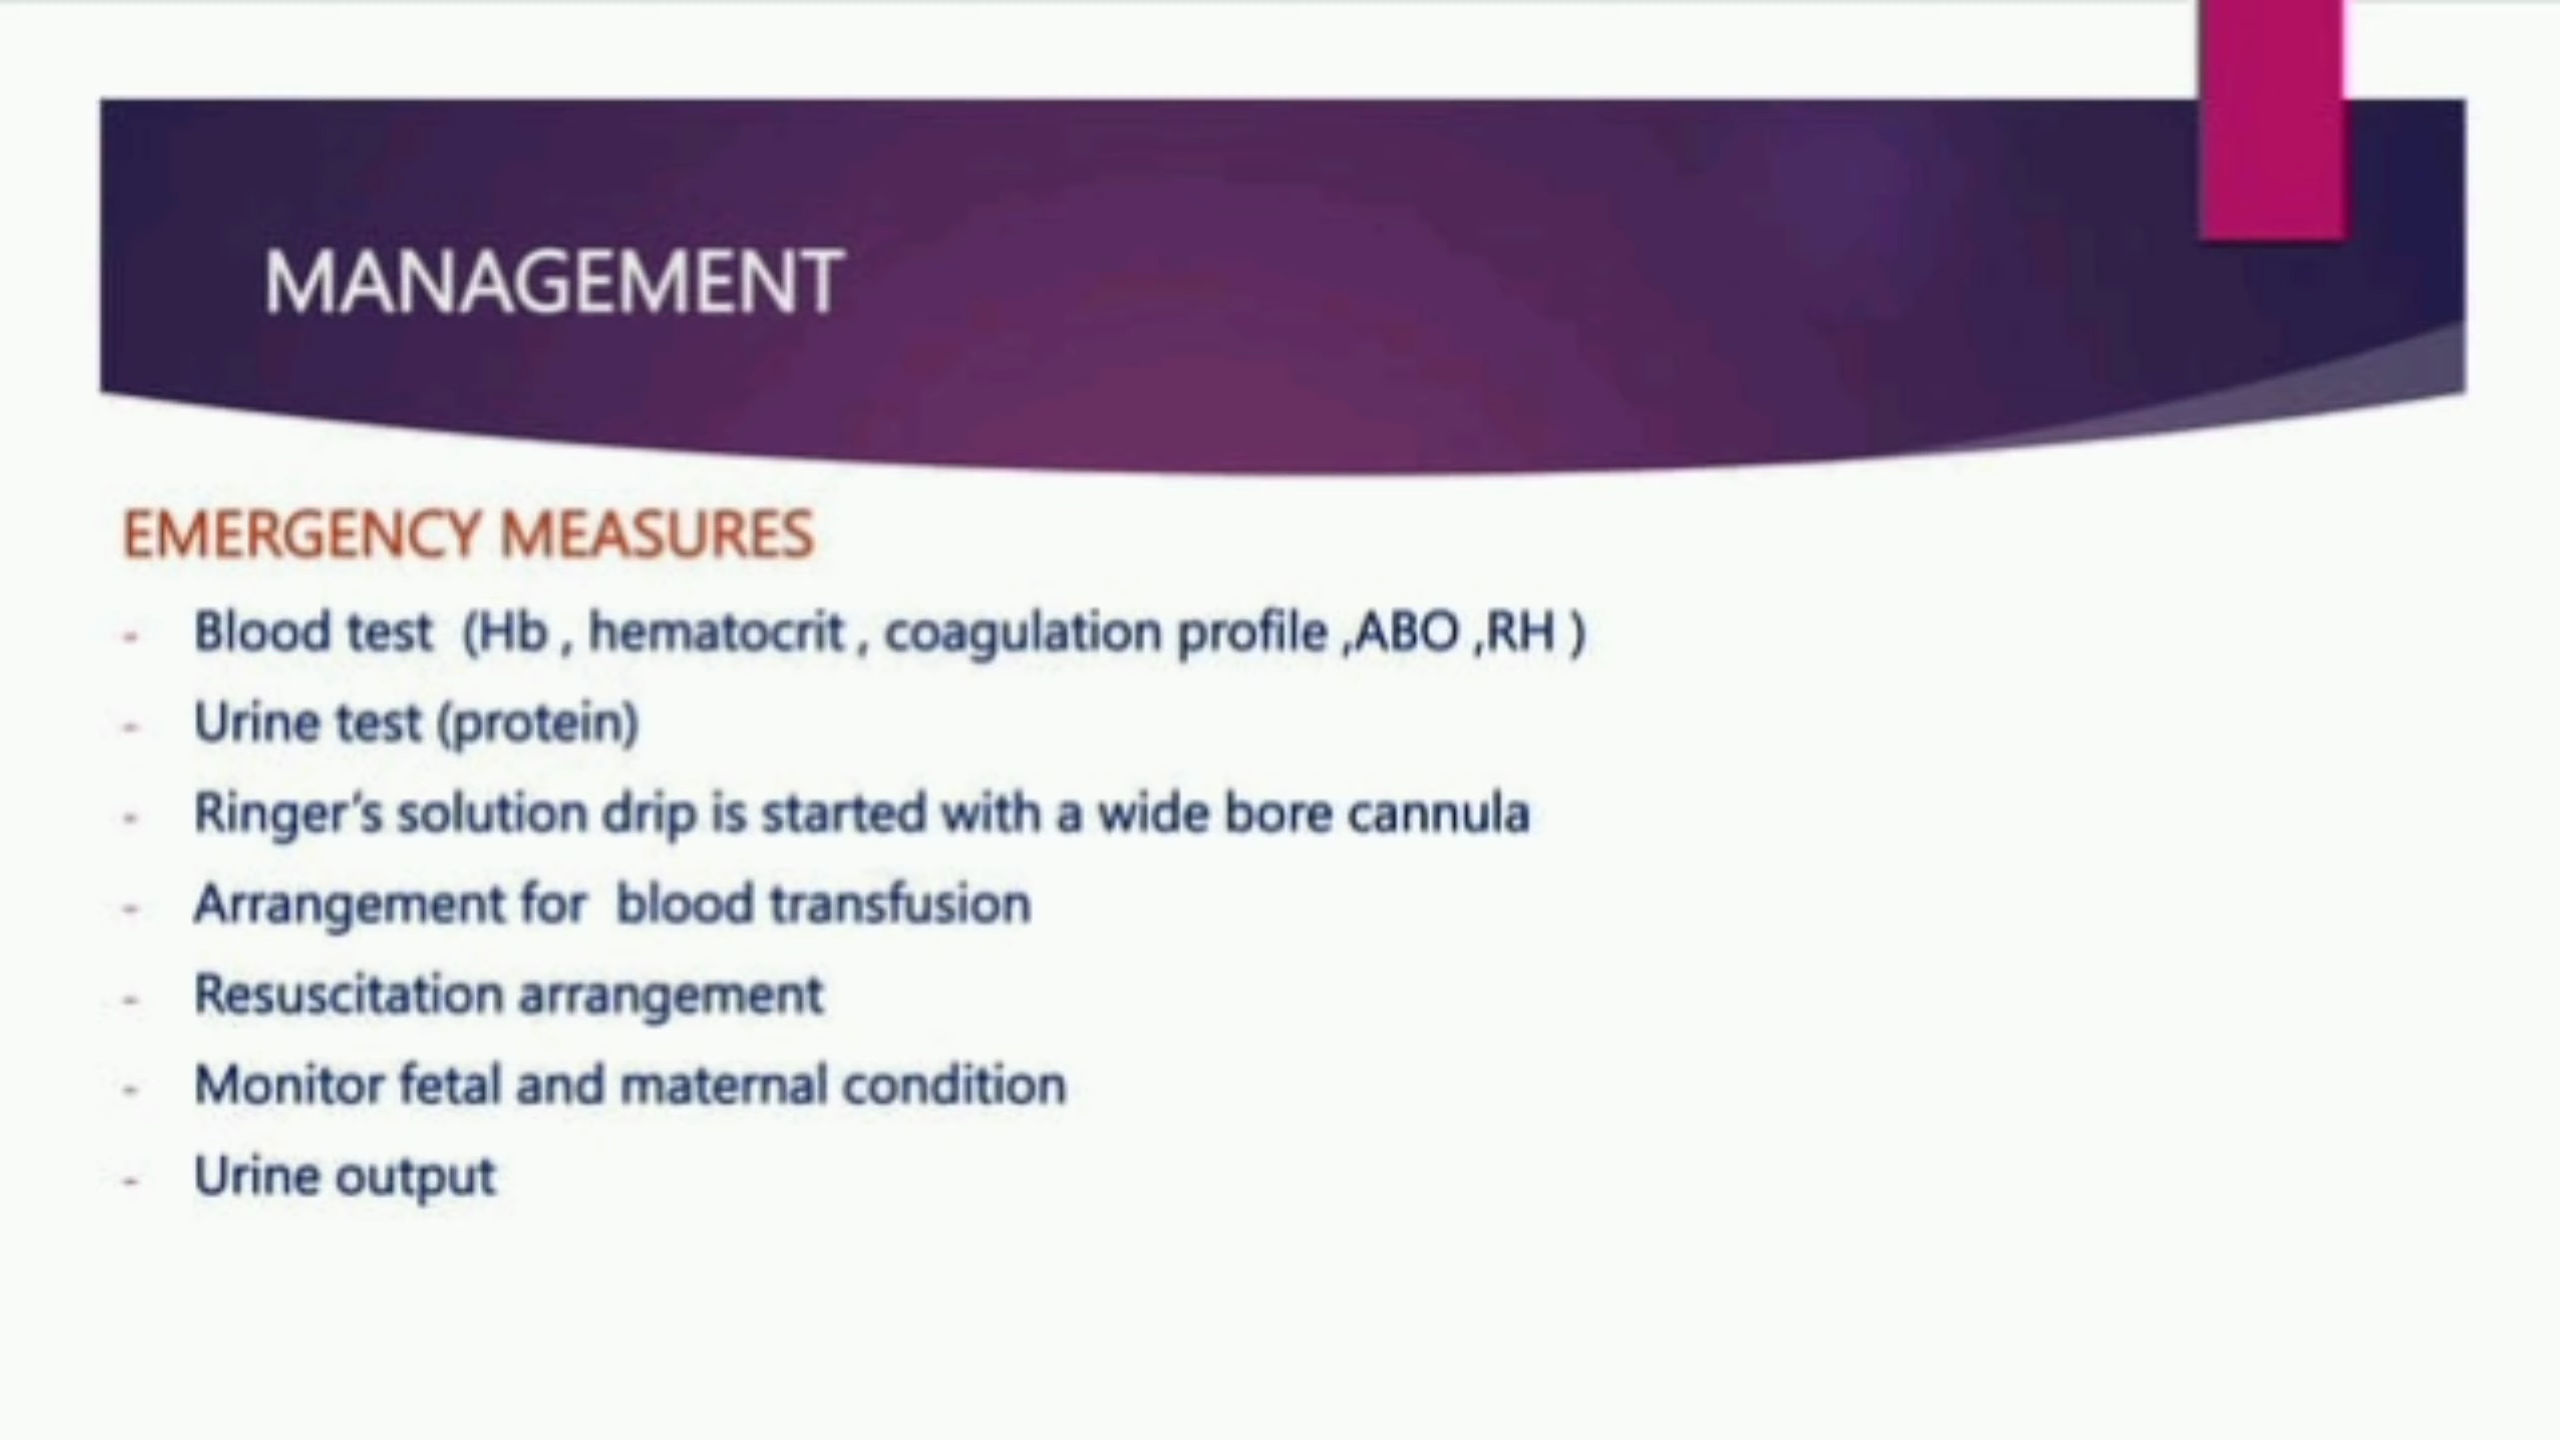 MANAGEMENT
EMERGENCY MEASURES
- Blood test (Hb , hematocrit , coagulation profile ,ABO ,RH )
- Urine test (protein)
- Ringer's solution drip is started with a wide bore cannula
- Arrangement for blood transfusion
- Resuscitation arrangement
- Monitor fetal and maternal condition
- Urine output